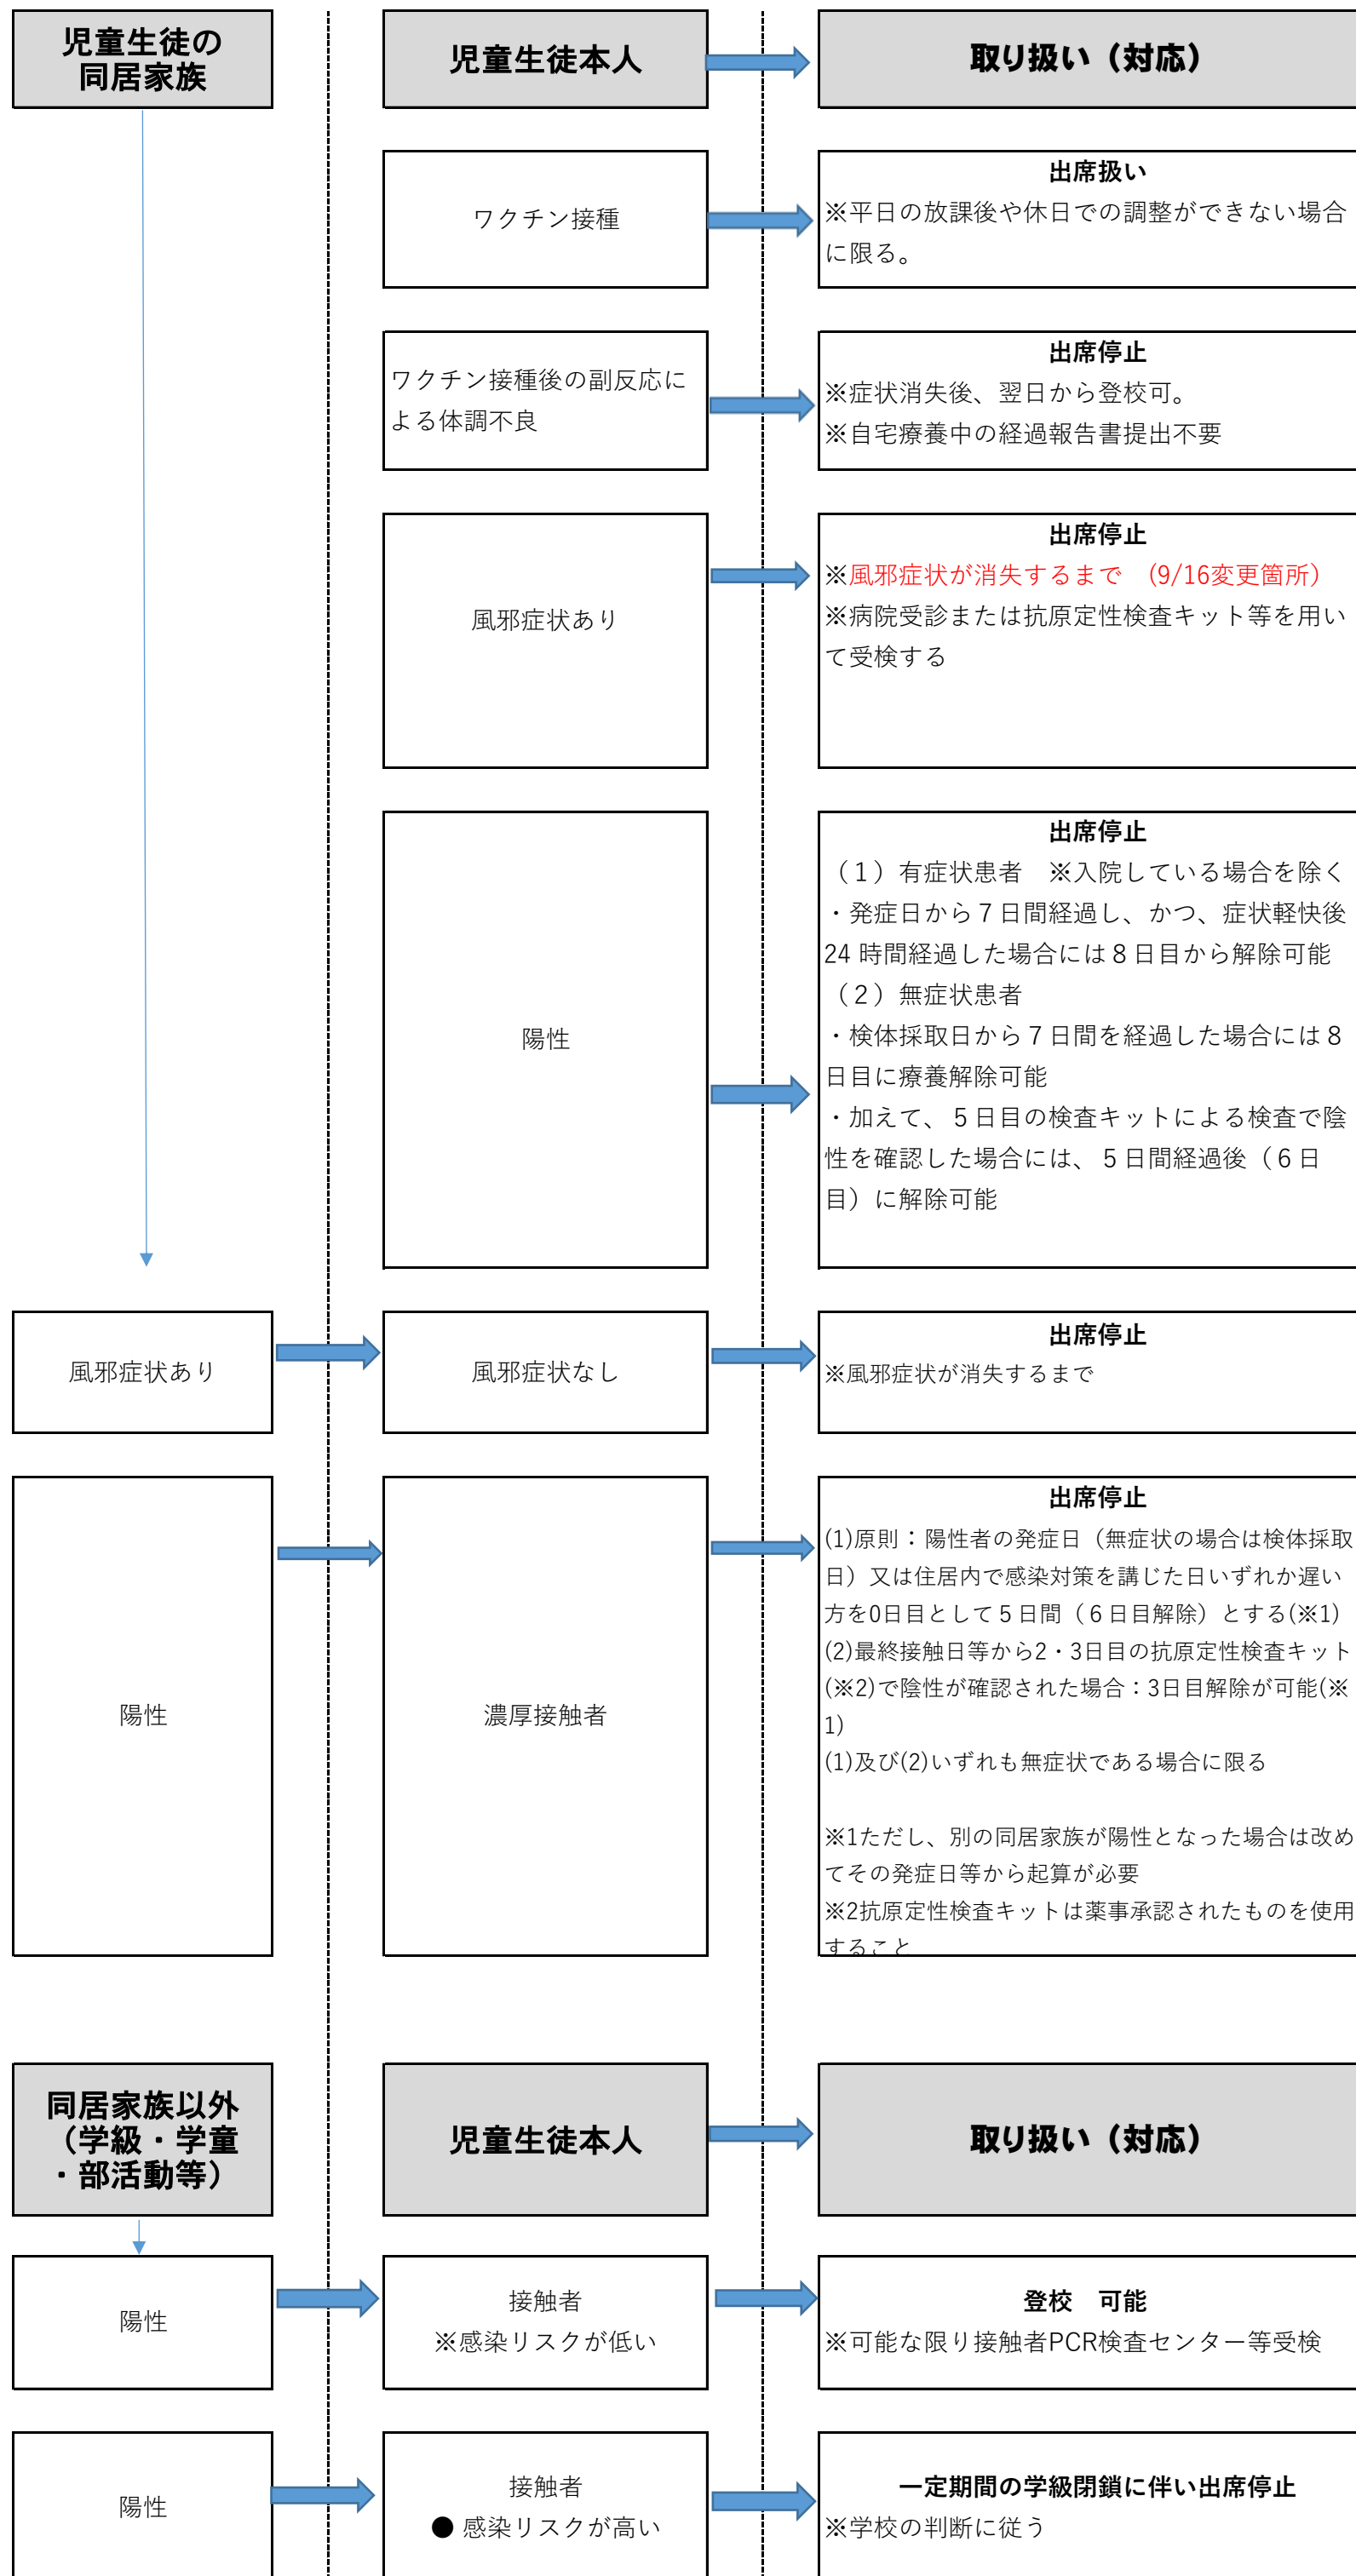 児童生徒の
同居家族
児童生徒本人
取り扱い（対応）
ワクチン接種
出席扱い
※平日の放課後や休日での調整ができない場合
に限る。
ワクチン接種後の副反応に
よる体調不良
出席停止
※症状消失後、翌日から登校可。
※自宅療養中の経過報告書提出不要
風邪症状あり
出席停止
※風邪症状が消失するまで　(9/16変更箇所）
※病院受診または抗原定性検査キット等を用い
て受検する
陽性
出席停止
（１）有症状患者　※入院している場合を除く
・発症日から７日間経過し、かつ、症状軽快後
24 時間経過した場合には８日目から解除可能
（２）無症状患者
・検体採取日から７日間を経過した場合には８
日目に療養解除可能
・加えて、５日目の検査キットによる検査で陰
性を確認した場合には、５日間経過後（６日
目）に解除可能
風邪症状あり
風邪症状なし
出席停止
※風邪症状が消失するまで
陽性
濃厚接触者
出席停止
(1)原則：陽性者の発症日（無症状の場合は検体採取
日）又は住居内で感染対策を講じた日いずれか遅い
方を0日目として５日間（６日目解除）とする(※1)
(2)最終接触日等から2・3日目の抗原定性検査キット
(※2)で陰性が確認された場合：3日目解除が可能(※
1)
(1)及び(2)いずれも無症状である場合に限る
※1ただし、別の同居家族が陽性となった場合は改め
てその発症日等から起算が必要
※2抗原定性検査キットは薬事承認されたものを使用
すること
同居家族以外
（学級・学童
・部活動等）
児童生徒本人
取り扱い（対応）
陽性
接触者
※感染リスクが低い
登校　可能
※可能な限り接触者PCR検査センター等受検
陽性
接触者
● 感染リスクが高い
一定期間の学級閉鎖に伴い出席停止
※学校の判断に従う